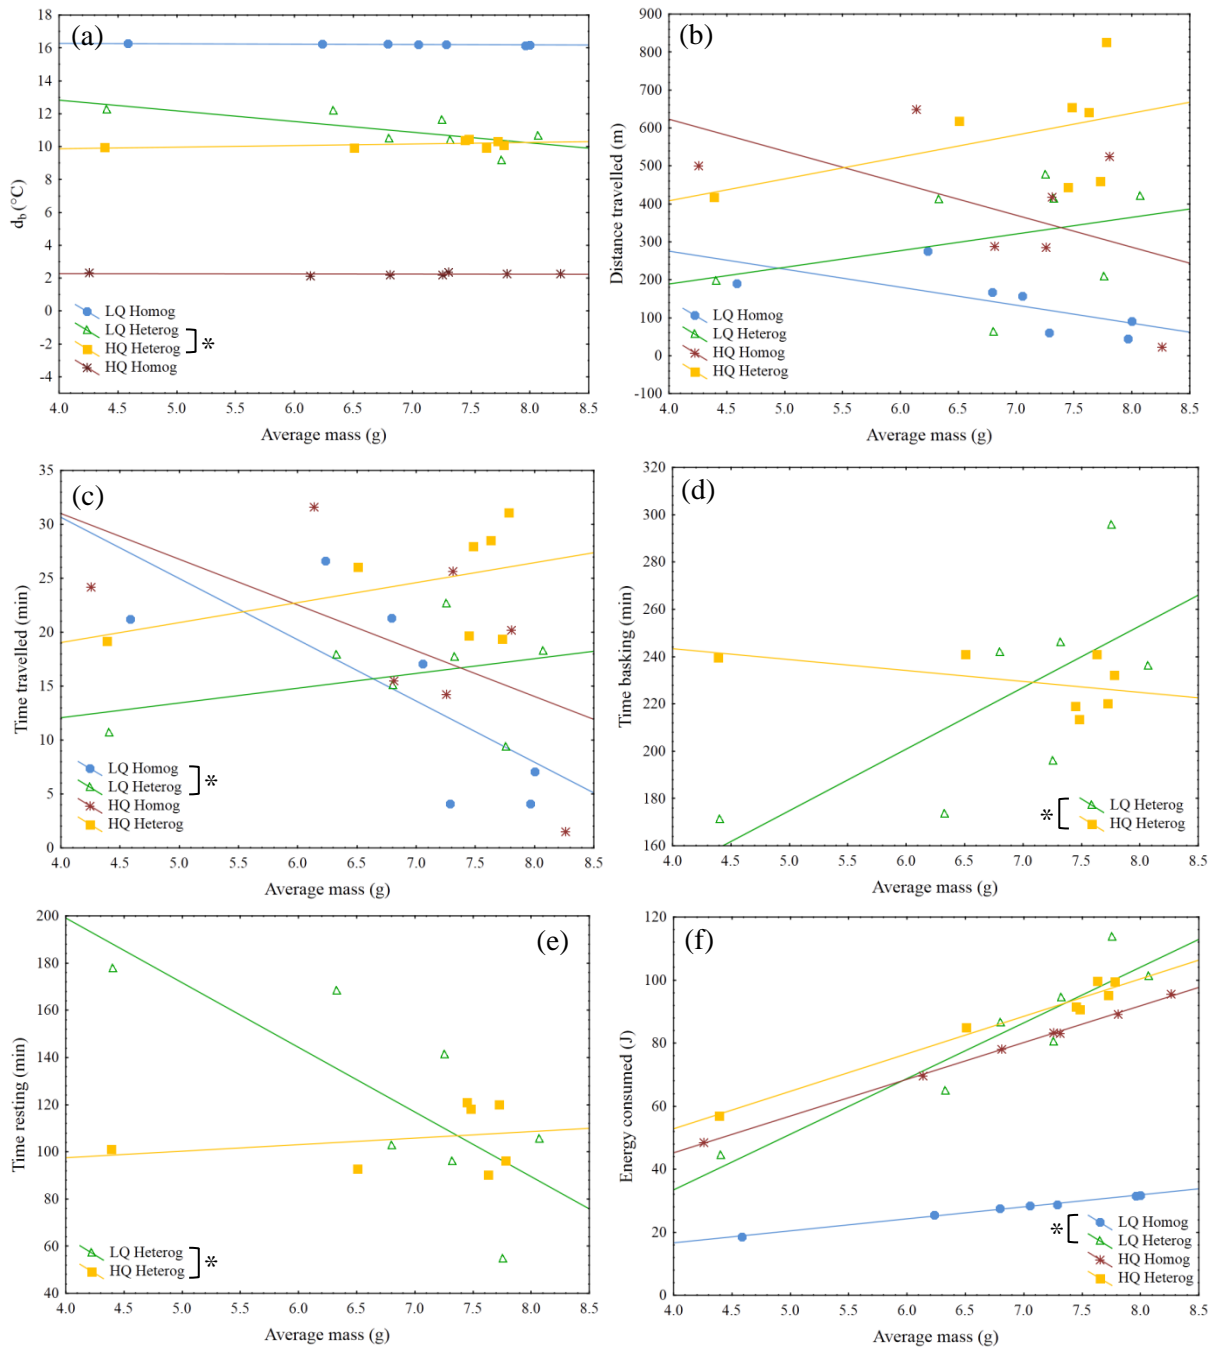 (a)
18
16
14
12
10
8
6
4
2
0
-2
-4
d_b (°C)
LQ Homog
LQ Heterog
HQ Heterog
HQ Homog
*
4.0 4.5 5.0 5.5 6.0 6.5 7.0 7.5 8.0 8.5
Average mass (g)
(b)
900
800
700
600
500
400
300
200
100
0
-100
Distance travelled (m)
LQ Homog
LQ Heterog
HQ Homog
HQ Heterog
4.0 4.5 5.0 5.5 6.0 6.5 7.0 7.5 8.0 8.5
Average mass (g)
(c)
35
30
25
20
15
10
5
0
Time travelled (min)
LQ Homog
LQ Heterog
HQ Homog
HQ Heterog
*
4.0 4.5 5.0 5.5 6.0 6.5 7.0 7.5 8.0 8.5
Average mass (g)
(d)
320
300
280
260
240
220
200
180
160
Time basking (min)
*
LQ Heterog
HQ Heterog
4.0 4.5 5.0 5.5 6.0 6.5 7.0 7.5 8.0 8.5
Average mass (g)
(e)
200
180
160
140
120
100
80
60
40
Time resting (min)
LQ Heterog
HQ Heterog
*
4.0 4.5 5.0 5.5 6.0 6.5 7.0 7.5 8.0 8.5
Average mass (g)
(f)
120
100
80
60
40
20
0
Energy consumed (J)
*
LQ Homog
LQ Heterog
HQ Homog
HQ Heterog
4.0 4.5 5.0 5.5 6.0 6.5 7.0 7.5 8.0 8.5
Average mass (g)